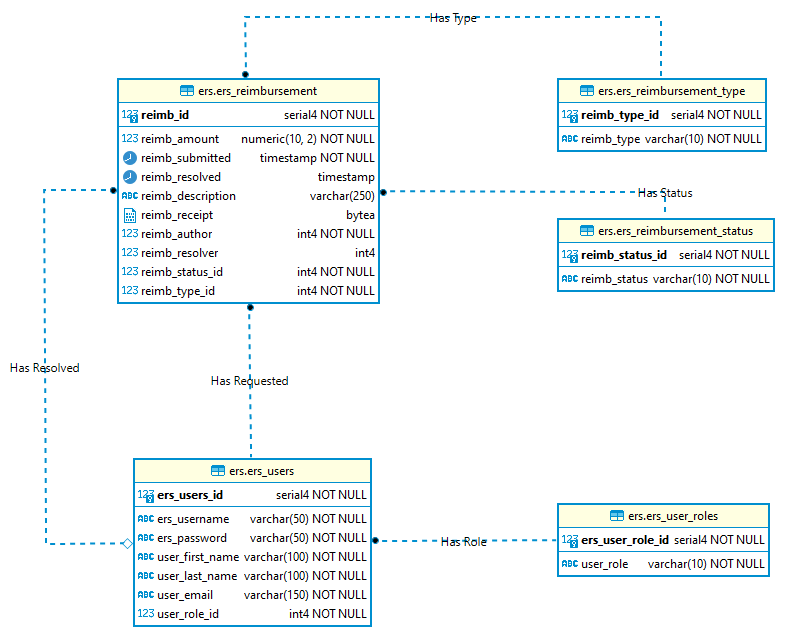 Has Type
ers.ers_reimbursement
123 reimb_id serial4 NOT NULL
123 reimb_amount numeric(10, 2) NOT NULL
reimb_submitted timestamp NOT NULL
reimb_resolved timestamp
ABC reimb_description varchar(250)
reimb_receipt bytea
123 reimb_author int4 NOT NULL
123 reimb_resolver int4
123 reimb_status_id int4 NOT NULL
123 reimb_type_id int4 NOT NULL
ers.ers_reimbursement_type
123 reimb_type_id serial4 NOT NULL
ABC reimb_type varchar(10) NOT NULL
Has Status
ers.ers_reimbursement_status
123 reimb_status_id serial4 NOT NULL
ABC reimb_status varchar(10) NOT NULL
Has Resolved
Has Requested
ers.ers_users
123 ers_users_id serial4 NOT NULL
ABC ers_username varchar(50) NOT NULL
ABC ers_password varchar(50) NOT NULL
ABC user_first_name varchar(100) NOT NULL
ABC user_last_name varchar(100) NOT NULL
ABC user_email varchar(150) NOT NULL
123 user_role_id int4 NOT NULL
Has Role
ers.ers_user_roles
123 ers_user_role_id serial4 NOT NULL
ABC user_role varchar(10) NOT NULL